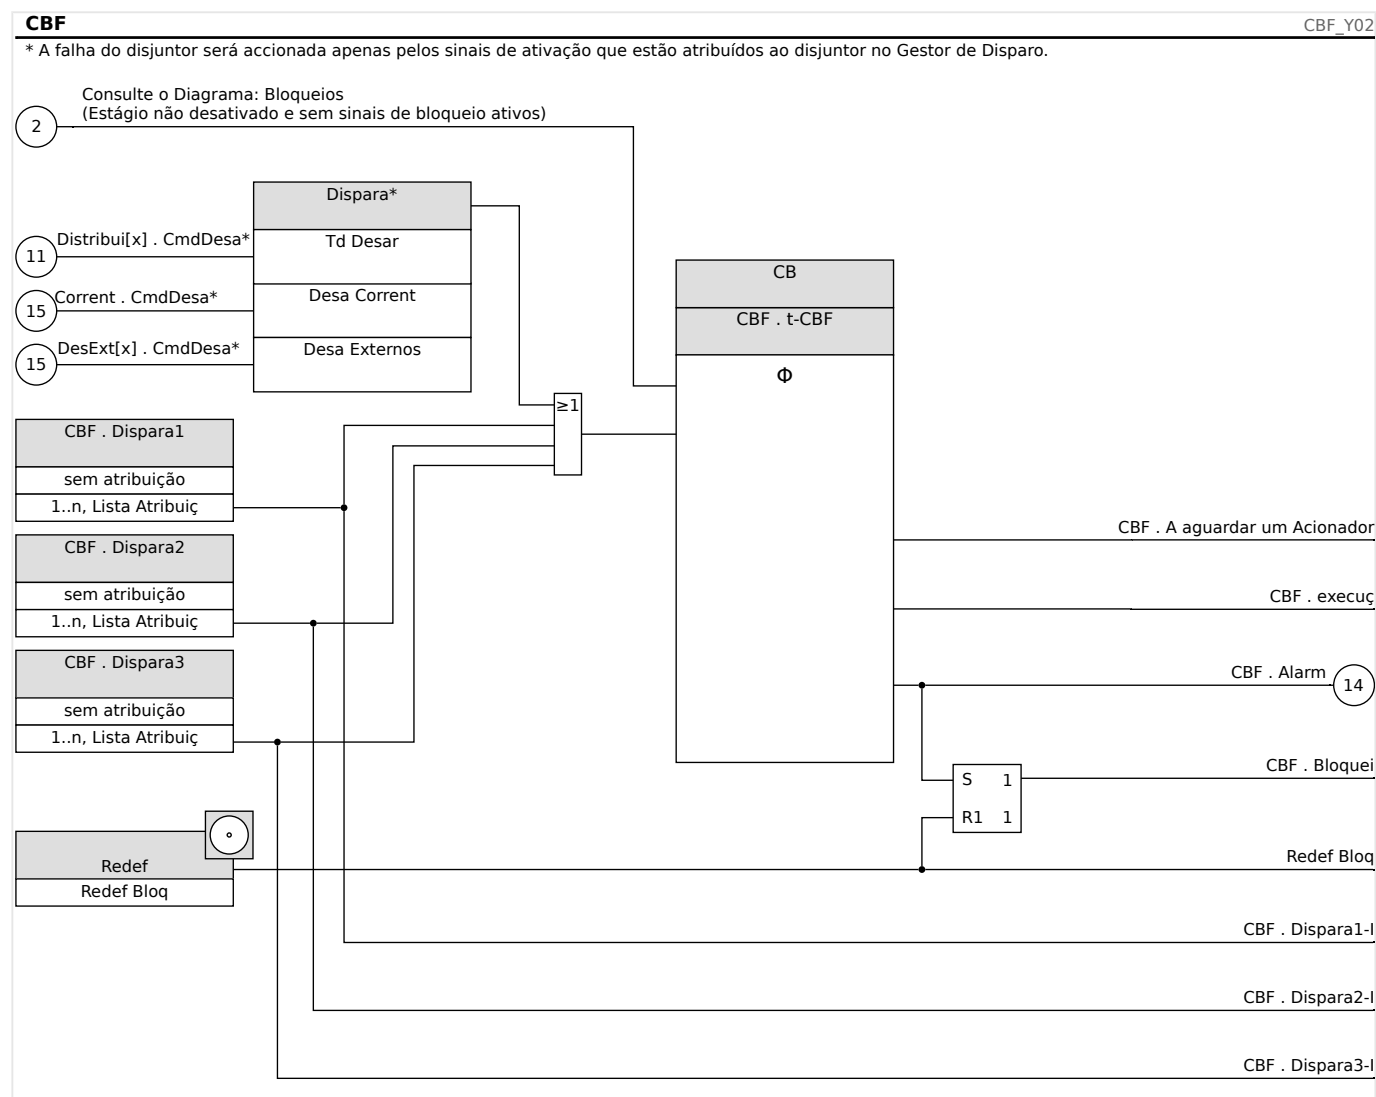 CBF
CBF_Y02
* A falha do disjuntor será accionada apenas pelos sinais de ativação que estão atribuídos ao disjuntor no Gestor de Disparo.
Consulte o Diagrama: Bloqueios
(Estágio não desativado e sem sinais de bloqueio ativos)
2
Dispara*
Distribui[x] . CmdDesa*
11
Td Desar
Corrent . CmdDesa*
15
Desa Corrent
DesExt[x] . CmdDesa*
15
Desa Externos
CB
CBF . t-CBF
Φ
≥1
CBF . Dispara1
sem atribuição
1..n, Lista Atribuiç
CBF . Dispara2
sem atribuição
1..n, Lista Atribuiç
CBF . Dispara3
sem atribuição
1..n, Lista Atribuiç
CBF . A aguardar um Acionador
CBF . execuç
CBF . Alarm
14
CBF . Bloquei
S 1
R1 1
Redef
Redef Bloq
Redef Bloq
CBF . Dispara1-I
CBF . Dispara2-I
CBF . Dispara3-I